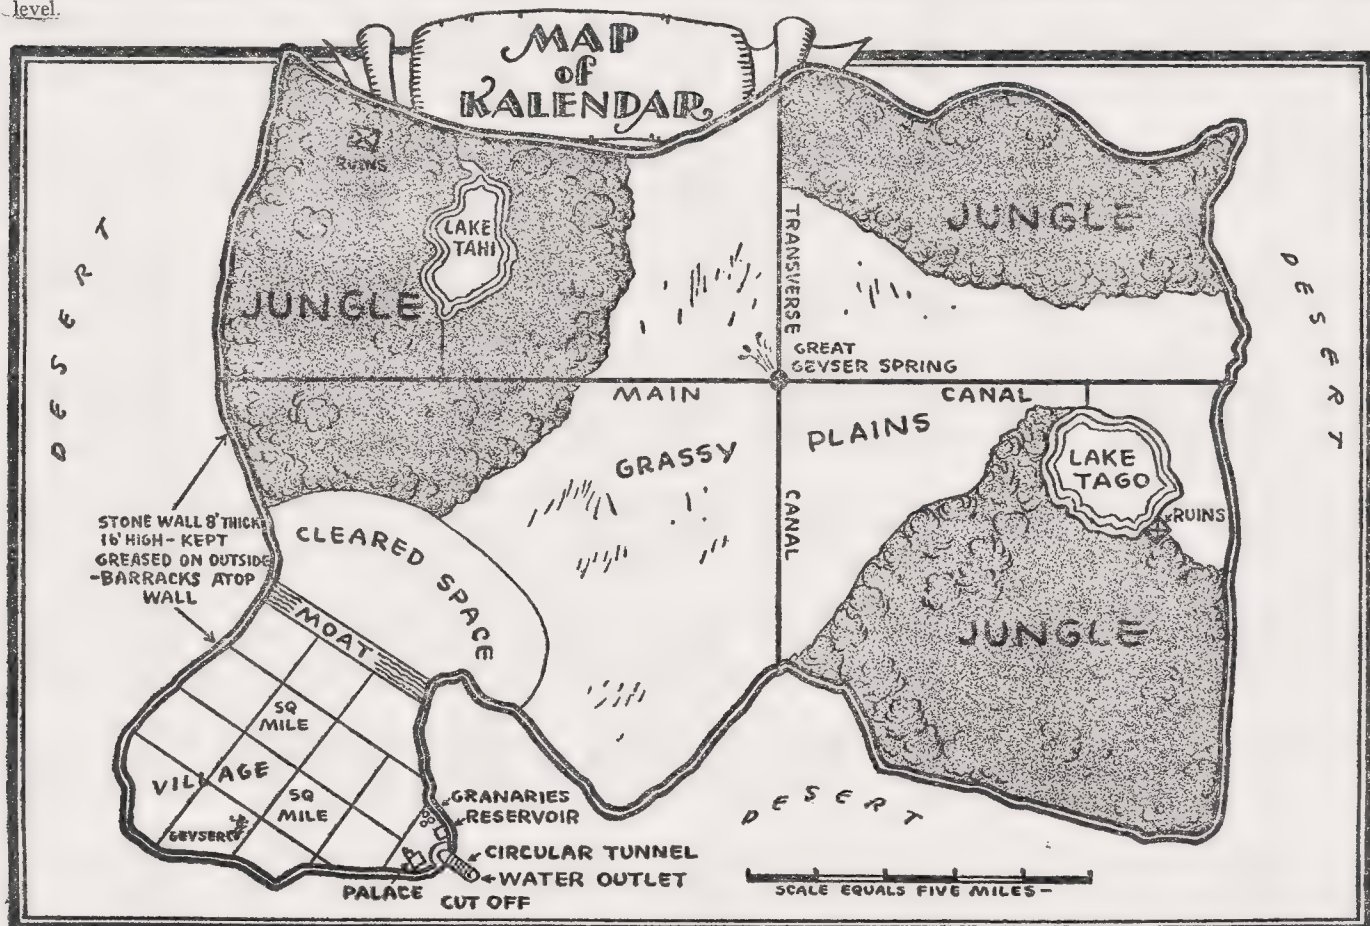 level.
MAP
of
KALENDAR
RUINS
LAKE
TAHI
JUNGLE
JUNGLE
TRANSVERSE
GREAT
GEYSER SPRING
MAIN
CANAL
DESERT
DESERT
GRASSY
PLAINS
LAKE
TAGO
RUINS
CANAL
STONE WALL 8' THICK
16' HIGH - KEPT
GREASED ON OUTSIDE
-BARRACKS ATOP
WALL
CLEARED SPACE
MOAT
JUNGLE
SQ
MILE
VILLAGE
SQ
MILE
GEYSER
GRANARIES
RESERVOIR
CIRCULAR TUNNEL
WATER OUTLET
PALACE
CUT OFF
DESERT
SCALE EQUALS FIVE MILES-